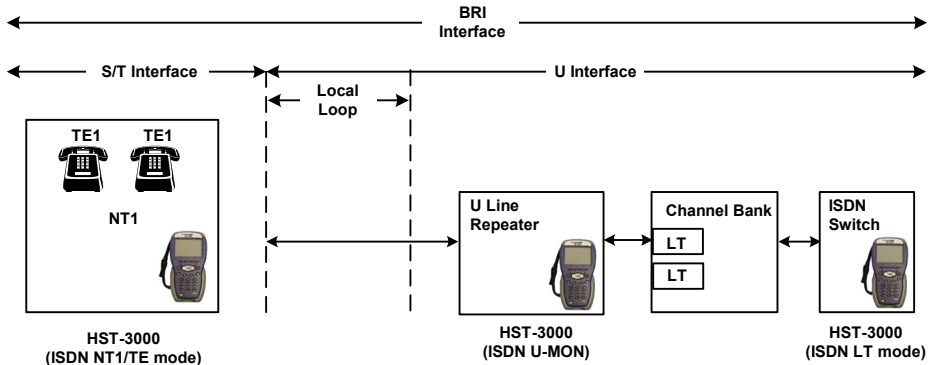 BRI
Interface
S/T Interface
U Interface
Local
Loop
TE1 TE1
NT1
U Line
Repeater
Channel Bank
LT
LT
ISDN
Switch
HST-3000
(ISDN NT1/TE mode)
HST-3000
(ISDN U-MON)
HST-3000
(ISDN LT mode)